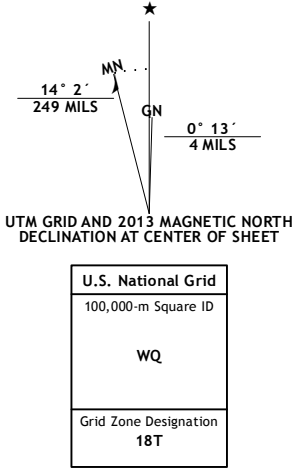 MN
GN
14° 2´
249 MILS
0° 13´
4 MILS
UTM GRID AND 2013 MAGNETIC NORTH
DECLINATION AT CENTER OF SHEET
U.S. National Grid
100,000-m Square ID
WQ
Grid Zone Designation
18T